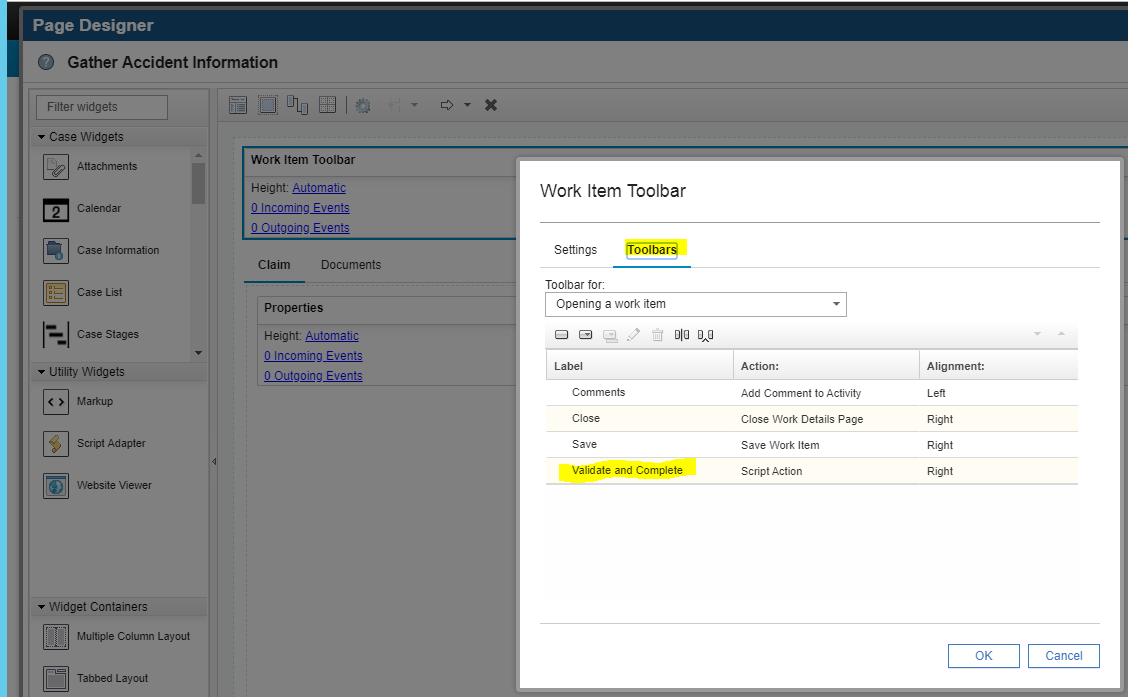 Page Designer
Gather Accident Information
Filter widgets
Case Widgets
Attachments
2
Calendar
Case Information
Case List
Case Stages
Utility Widgets
Markup
Script Adapter
Website Viewer
Widget Containers
Multiple Column Layout
Tabbed Layout
Work Item Toolbar
Height: Automatic
0 Incoming Events
0 Outgoing Events
Claim Documents
Properties
Height: Automatic
0 Incoming Events
0 Outgoing Events
Work Item Toolbar
Settings Toolbars
Toolbar for:
Opening a work item
Label Action: Alignment:
Comments Add Comment to Activity Left
Close Close Work Details Page Right
Save Save Work Item Right
Validate and Complete Script Action Right
OK Cancel